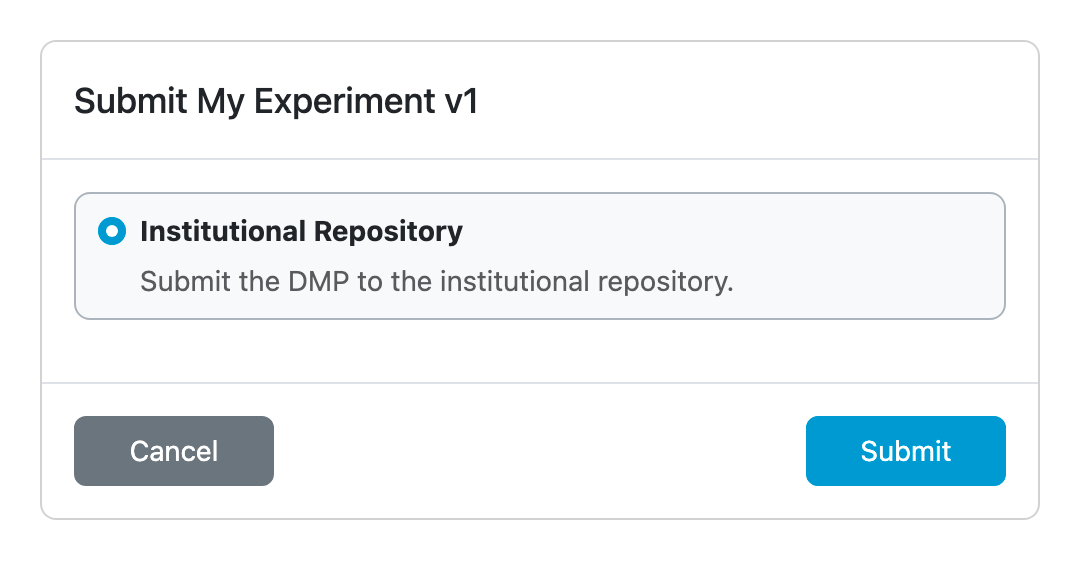 Submit My Experiment v1
Institutional Repository
Submit the DMP to the institutional repository.
Cancel
Submit